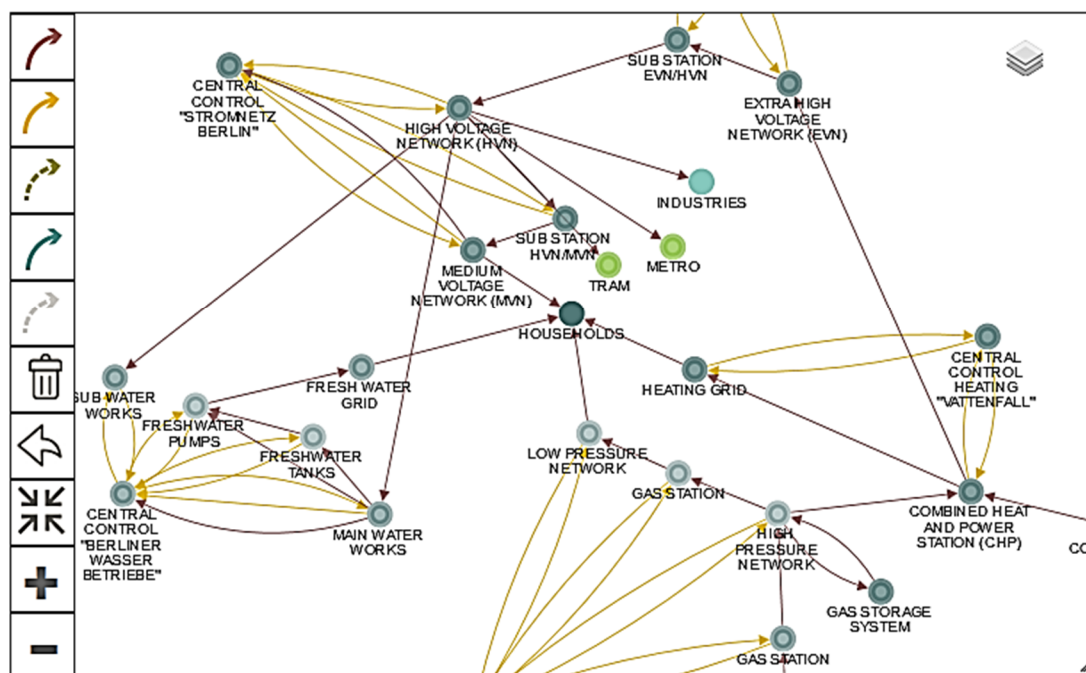 SUB STATION
EVN/HVN
CENTRAL
CONTROL
"STROMNETZ
BERLIN"
HIGH VOLTAGE
NETWORK (HVN)
EXTRA HIGH
VOLTAGE
NETWORK (EVN)
INDUSTRIES
SUB STATION
HVN/MVN
METRO
TRAM
MEDIUM
VOLTAGE
NETWORK (MVN)
HOUSEHOLDS
FRESH WATER
GRID
HEATING GRID
CENTRAL
CONTROL
HEATING
"VATTENFALL"
SUB WATER
WORKS
FRESHWATER
PUMPS
FRESHWATER
TANKS
LOW PRESSURE
NETWORK
GAS STATION
CENTRAL
CONTROL
"BERLINER
WASSER
BETRIEBE"
MAIN WATER
WORKS
HIGH
PRESSURE
NETWORK
COMBINED HEAT
AND POWER
STATION (CHP)
CO
GAS STORAGE
SYSTEM
GAS STATION